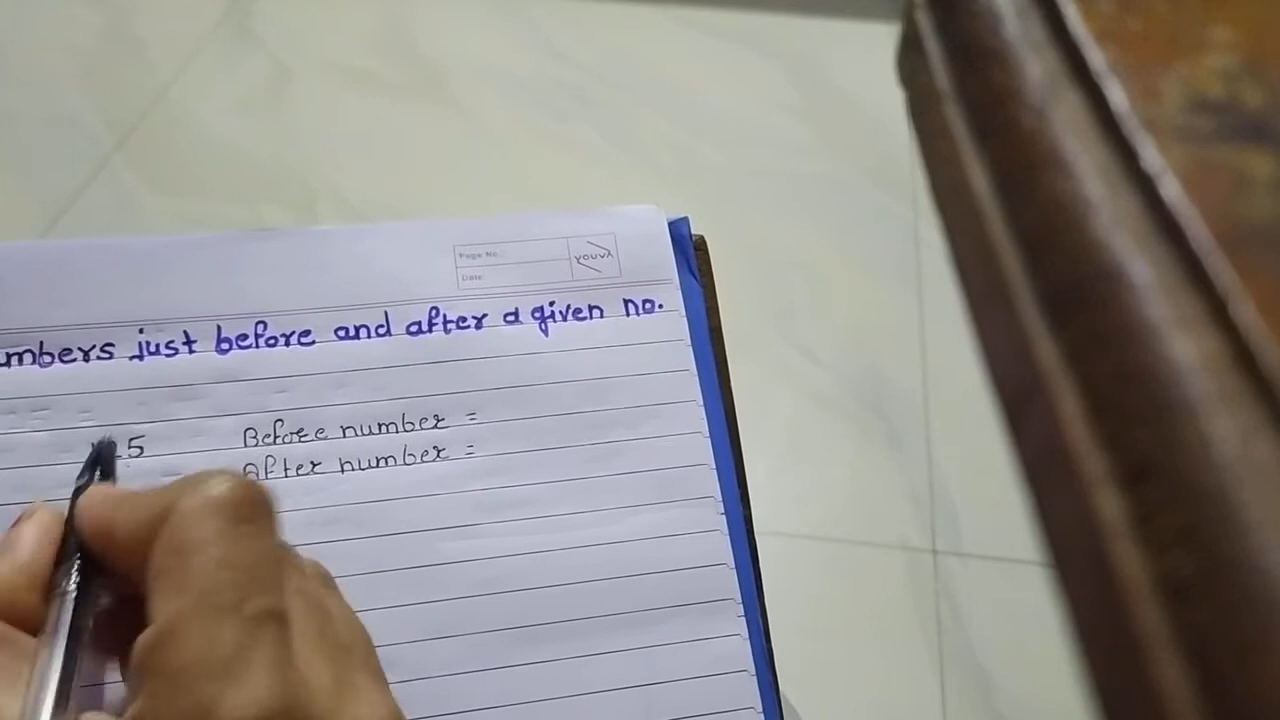 Page No.
Date:
YOUVA
mbers just before and after a given no.
5 Before number =
After number =